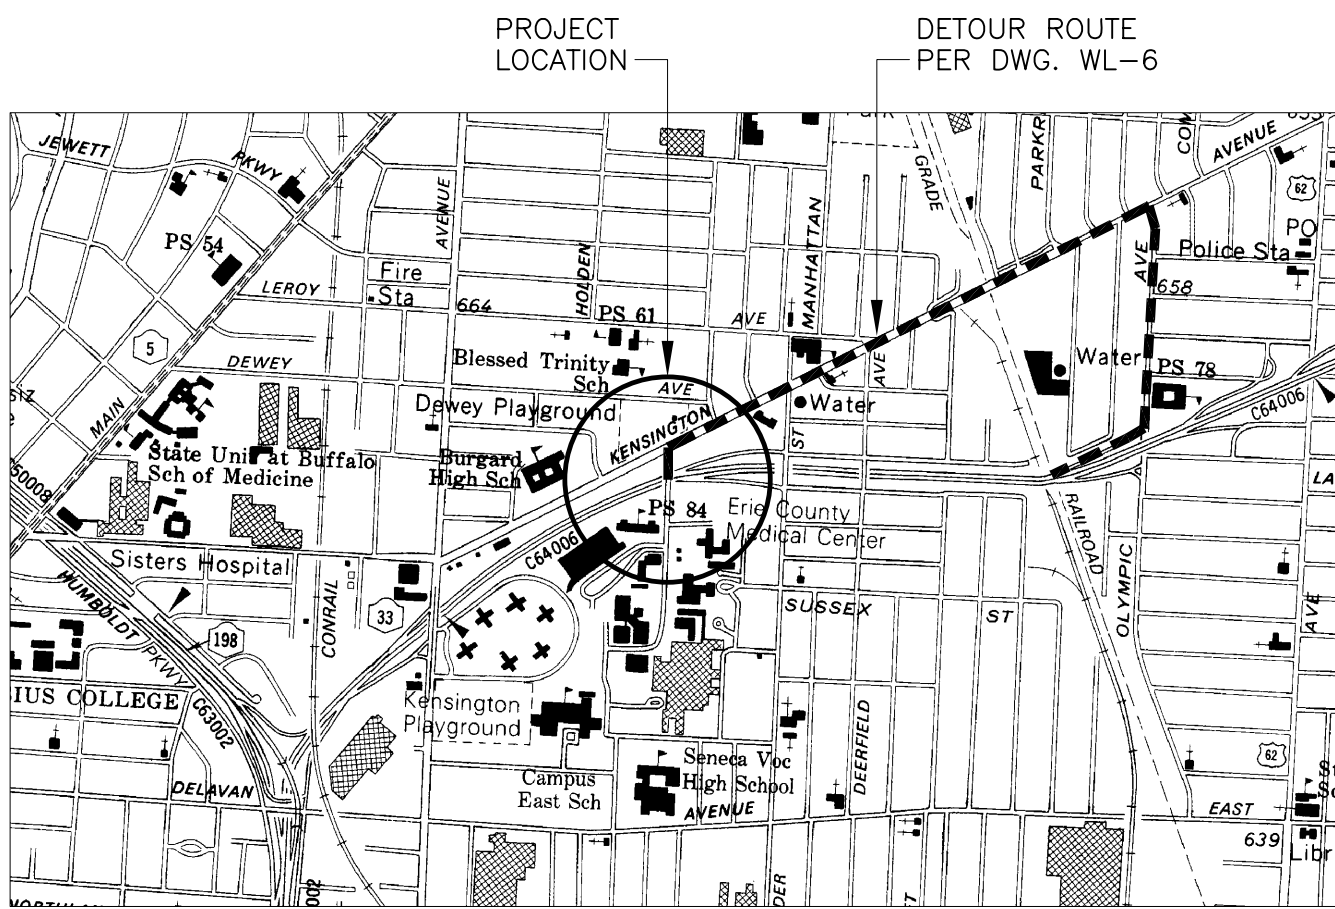 PROJECT
LOCATION
DETOUR ROUTE
PER DWG. WL-6
JEWETT
PKWY
AVENUE
GRADE
AVENUE
62
PS 54
LEROY
Fire
Sta
664
HOLDEN
MANHATTAN
PO
Police Sta
AVE
658
5
DEWEY
PS 61
AVE
Blessed Trinity
Sch
AVE
AVE
Water
PS 78
C64006
MAIN
Dewey Playground
KENSINGTON
Water
ST
State Univ at Buffalo
Sch of Medicine
Burgard
High Sch
PS 84
Erie County
Medical Center
C64006
RAILROAD
Sisters Hospital
HUMBOLDT PKWY
CONRAIL
33
198
SUSSEX
ST
OLYMPIC
AVE
IUS COLLEGE
C63002
Kensington
Playground
DEERFIELD
62
DELAVAN
Campus
East Sch
Seneca Voc
High School
AVENUE
EAST
639
Libr